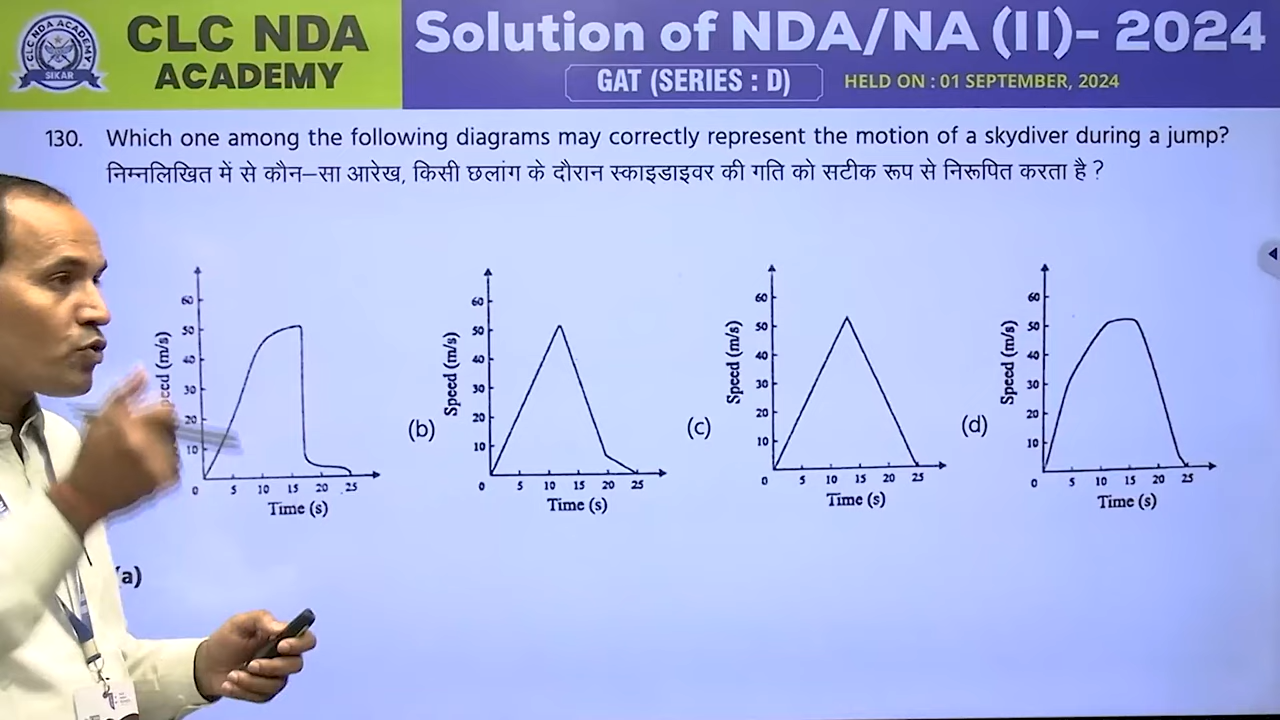 CLC NDA ACADEMY
SIKAR
CLC NDA
ACADEMY
Solution of NDA/NA (II)- 2024
GAT (SERIES : D)
HELD ON : 01 SEPTEMBER, 2024
130. Which one among the following diagrams may correctly represent the motion of a skydiver during a jump?
निम्नलिखित में से कौन–सा आरेख, किसी छलांग के दौरान स्काइडाइवर की गति को सटीक रूप से निरूपित करता है ?
60
50
40
30
20
10
0 5 10 15 20 25
(m/s)
Time (s)
(b)
Speed (m/s)
60
50
40
30
20
10
0 5 10 15 20 25
Time (s)
(c)
Speed (m/s)
60
50
40
30
20
10
0 5 10 15 20 25
Time (s)
(d)
Speed (m/s)
60
50
40
30
20
10
0 5 10 15 20 25
Time (s)
a)